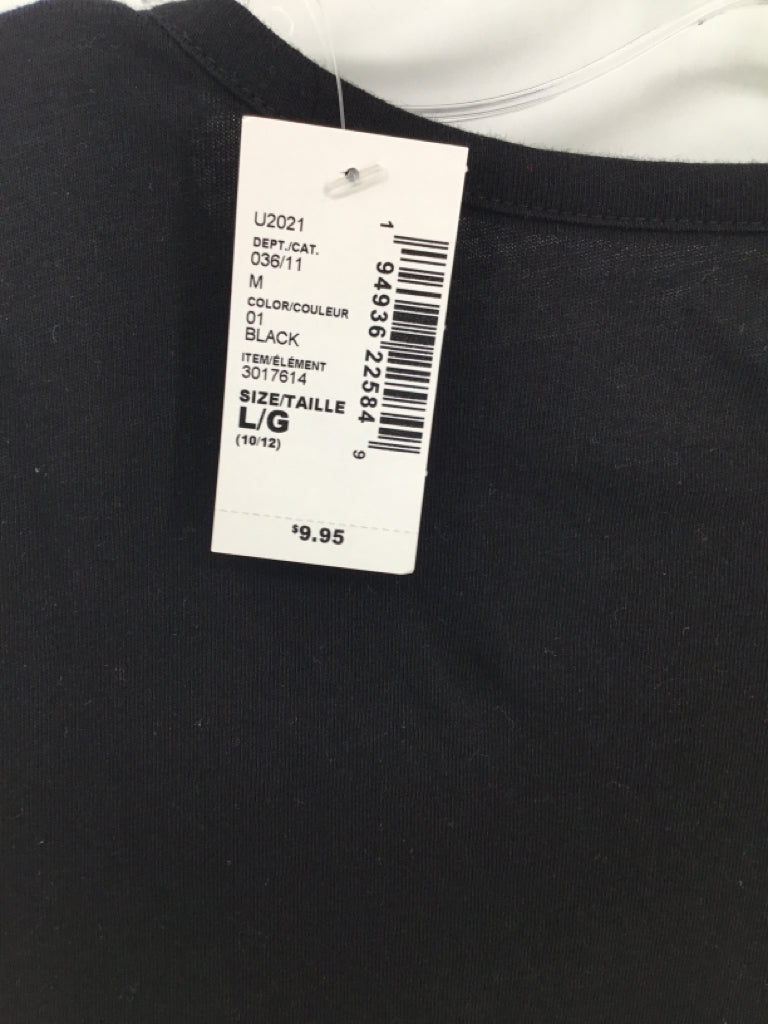 U2021
DEPT./CAT.
036/11
M
COLOR/COULEUR
01
BLACK
ITEM/ÉLÉMENT
3017614
SIZE/TAILLE
L/G
(10/12)
$9.95
1 94936 22584 9